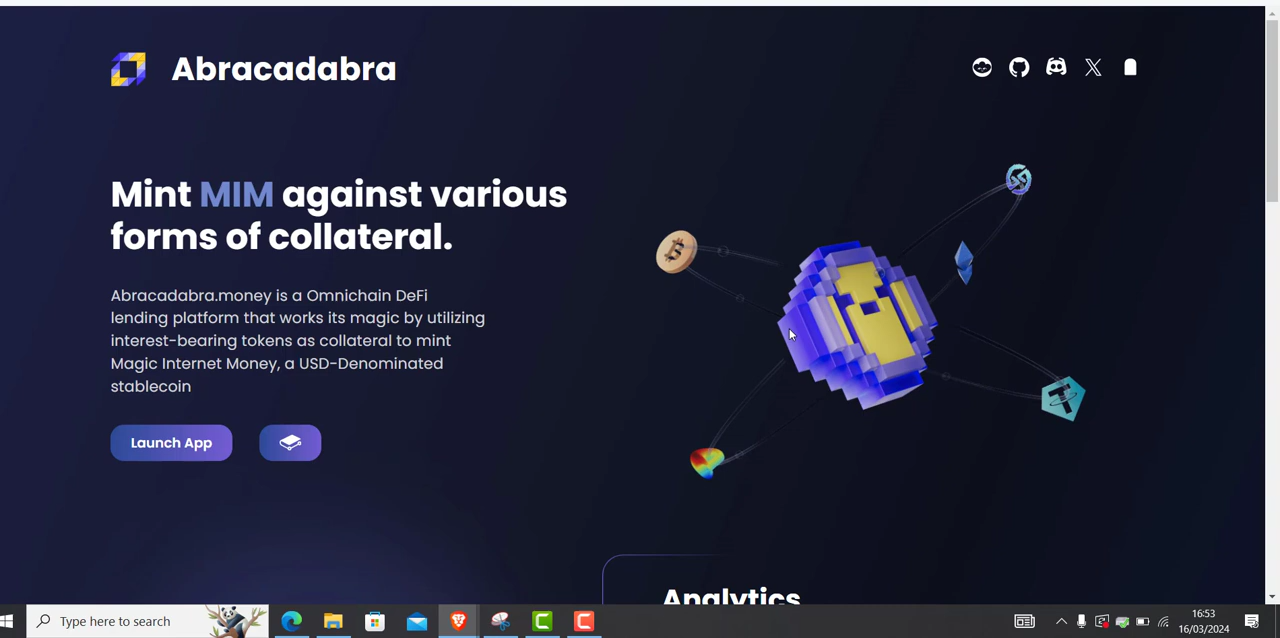 Abracadabra
Mint MIM against various
forms of collateral.
Abracadabra.money is a Omnichain DeFi
lending platform that works its magic by utilizing
interest-bearing tokens as collateral to mint
Magic Internet Money, a USD-Denominated
stablecoin
Launch App
Analytics
Type here to search
16:53
16/03/2024